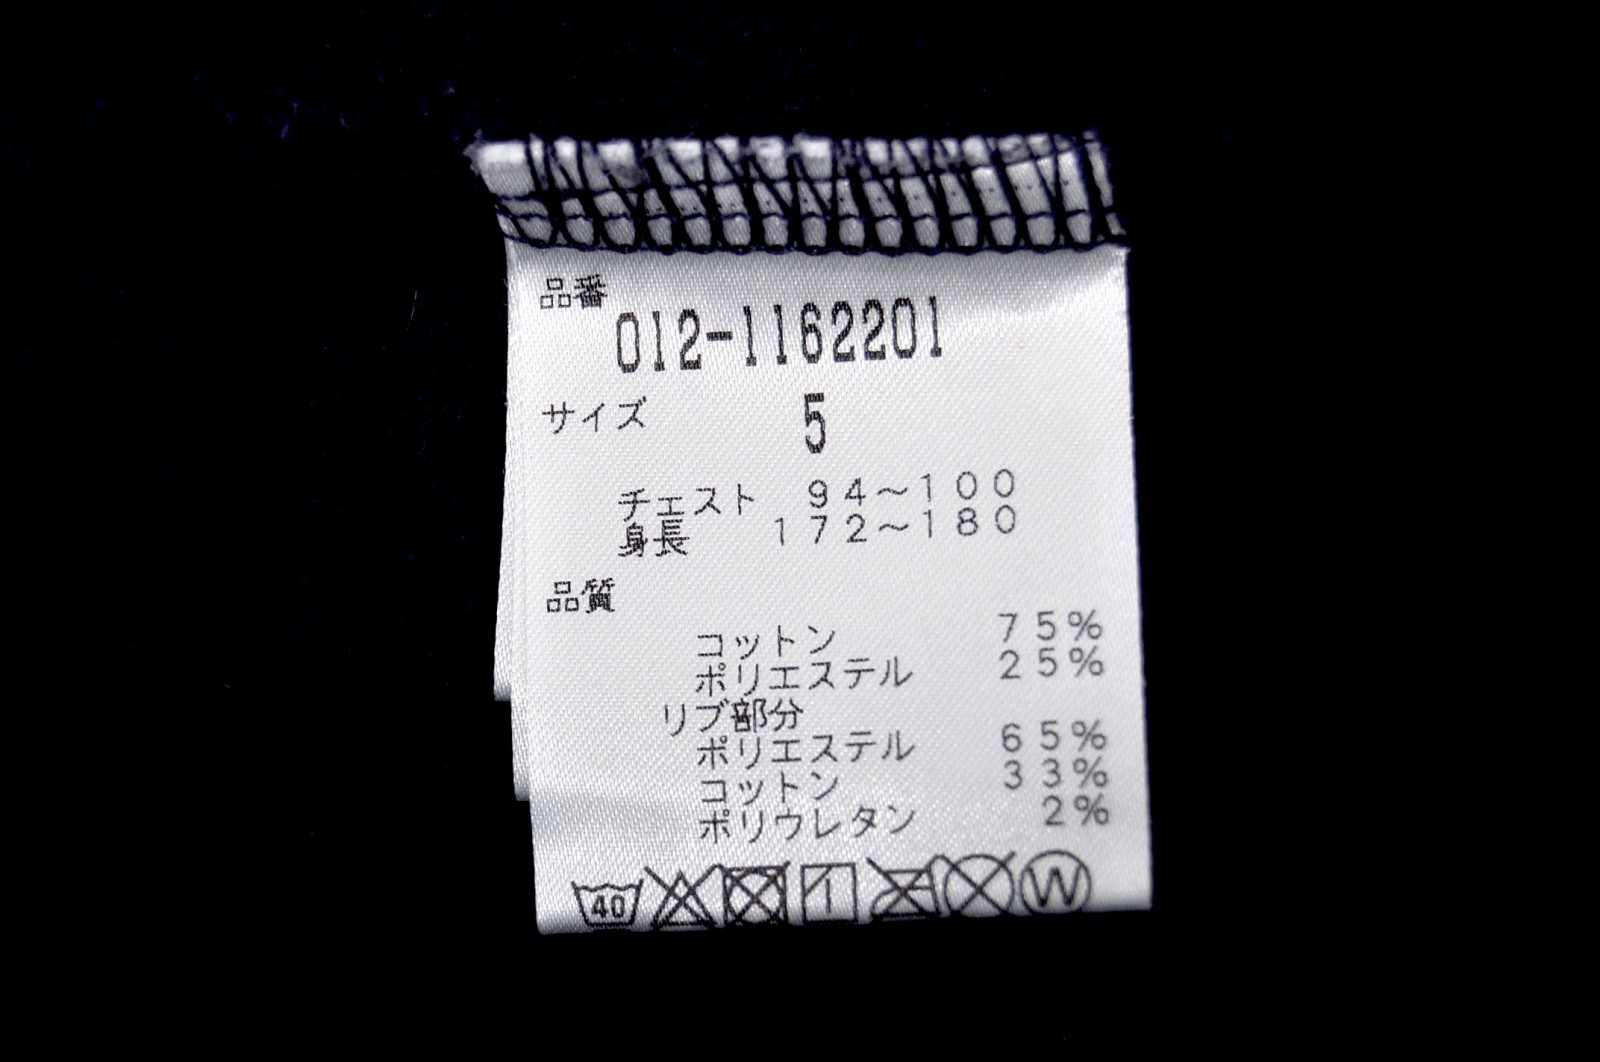 品番
012-1162201
サイズ 5
チェスト 94～100
身長 172～180
品質
コットン 75%
ポリエステル 25%
リブ部分
ポリエステル 65%
コットン 33%
ポリウレタン 2%
40 W